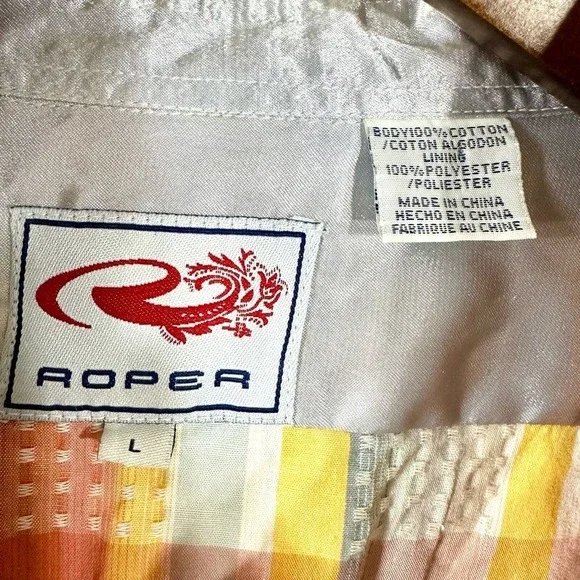 BODY100%COTTON
/COTON ALGODON
LINING
100%POLYESTER
/POLIESTER
MADE IN CHINA
HECHO EN CHINA
FABRIQUE AU CHINE
R
ROPER
L